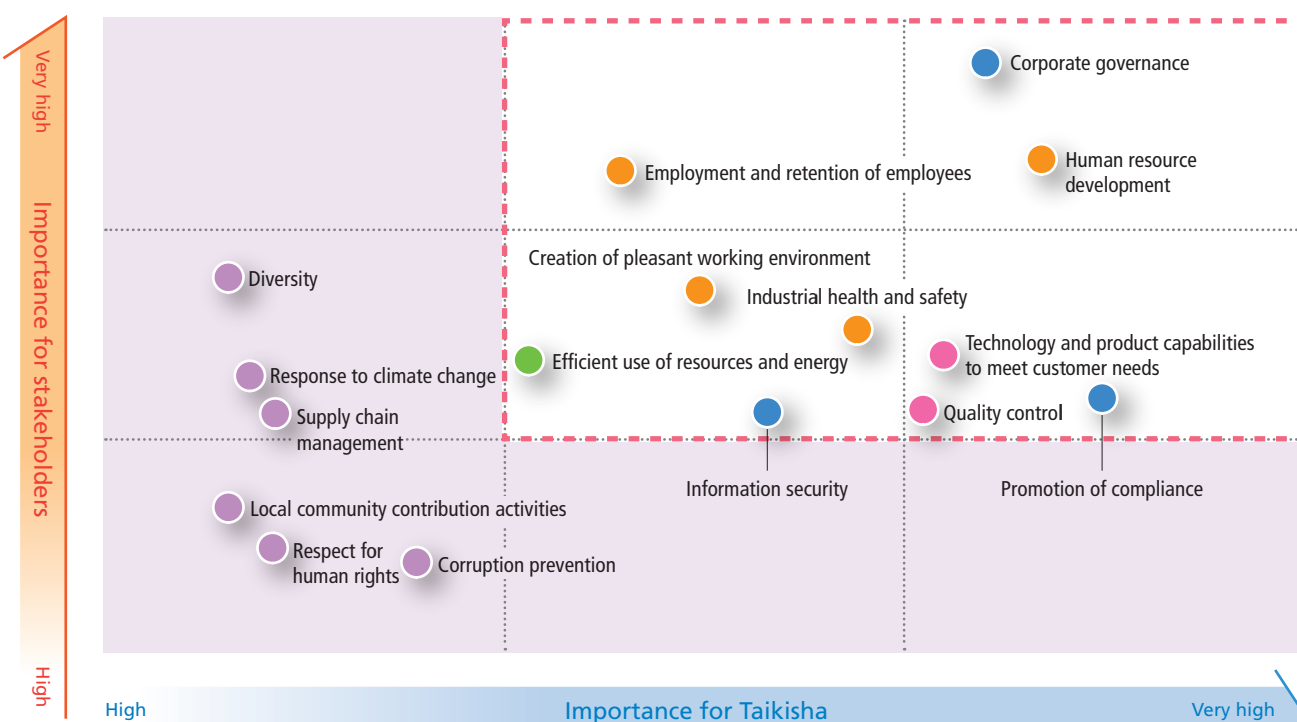 Very high
Importance for stakeholders
High
Corporate governance
Human resource
development
Employment and retention of employees
Creation of pleasant working environment
Diversity
Industrial health and safety
Technology and product capabilities
to meet customer needs
Efficient use of resources and energy
Response to climate change
Quality control
Supply chain
management
Information security
Promotion of compliance
Local community contribution activities
Respect for
human rights
Corruption prevention
High
Importance for Taikisha
Very high